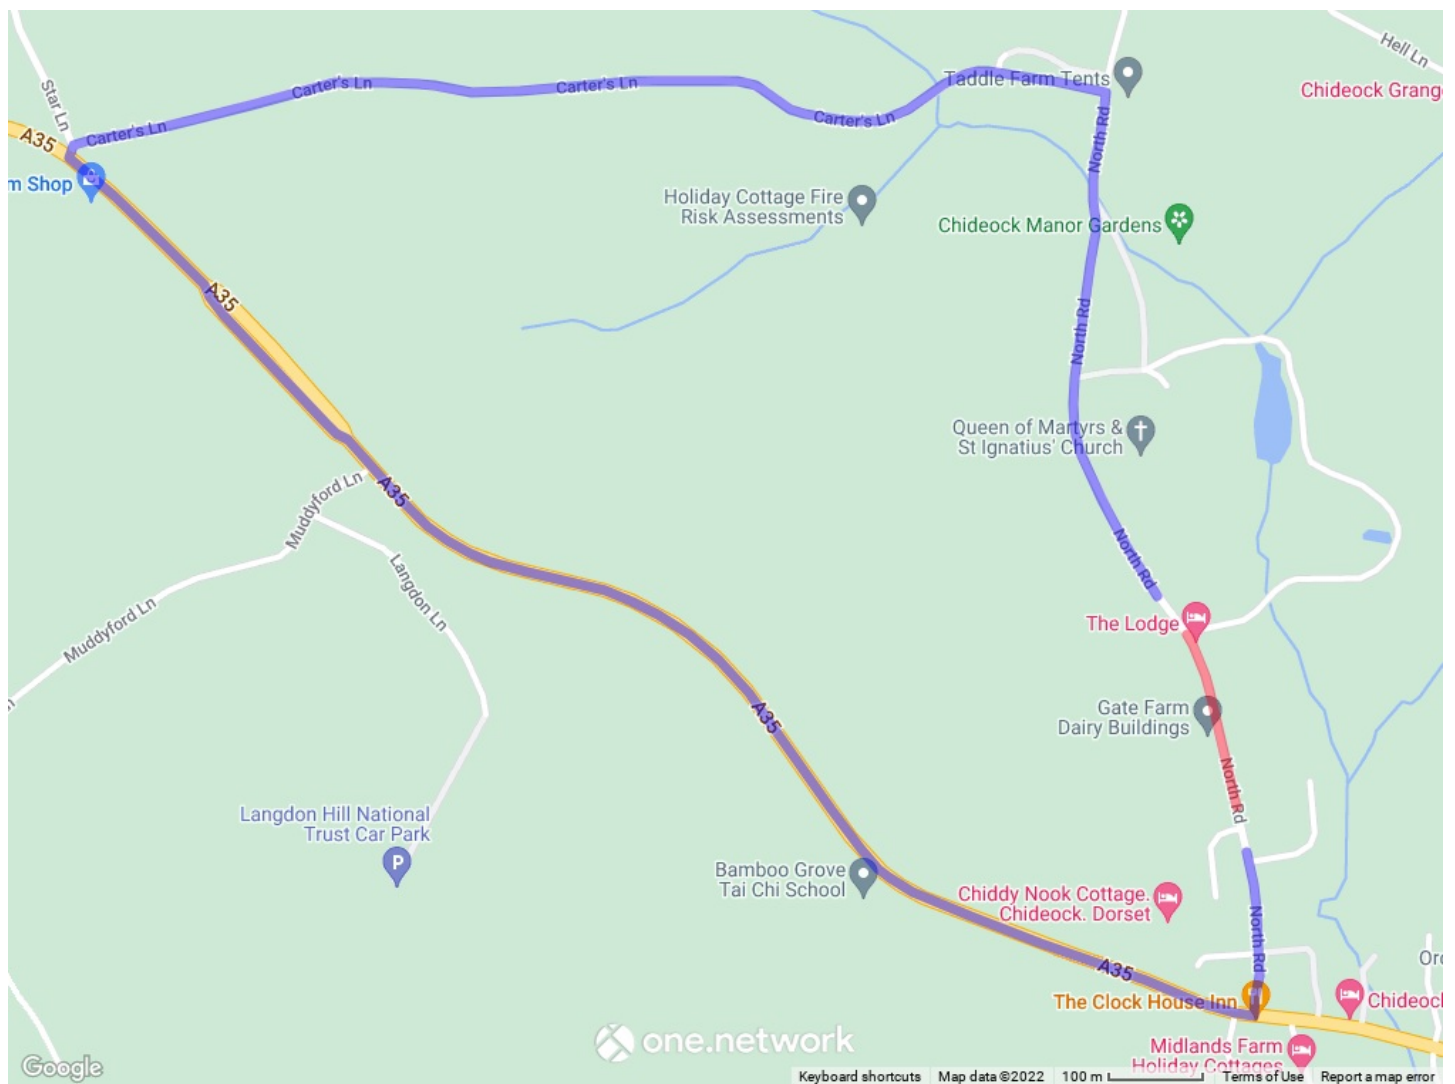 Hell Ln
Star Ln
Carter's Ln
Carter's Ln
Taddle Farm Tents
Chideock Grang
Carter's Ln
Carter's Ln
A35
North Rd
m Shop
Holiday Cottage Fire
Risk Assessments
Chideock Manor Gardens
A35
North Rd
Queen of Martyrs &
St Ignatius' Church
A35
Muddyford Ln
North Rd
Langdon Ln
Muddyford Ln
The Lodge
n
A35
Gate Farm
Dairy Buildings
North Rd
Langdon Hill National
Trust Car Park
P
Bamboo Grove
Tai Chi School
Chiddy Nook Cottage.
Chideock. Dorset
North Rd
Oro
A35
The Clock House Inn
Chideock
one.network
Midlands Farm
Holiday Cottages
Google
Keyboard shortcuts Map data ©2022 100 m Terms of Use Report a map error